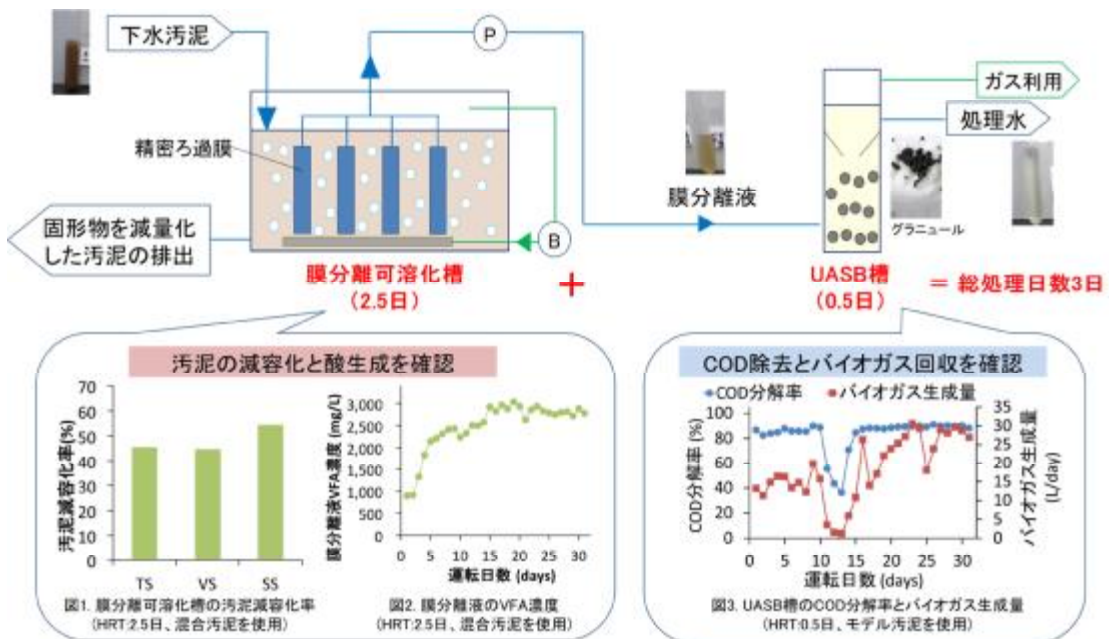 下水汚泥
P
ガス利用
処理水
精密ろ過膜
膜分離液
グラニュール
固形物を減量化
した汚泥の排出
B
膜分離可溶化槽
(2.5日)
+
UASB槽
(0.5日)
= 総処理日数3日
汚泥の減容化と酸生成を確認
汚泥減容化率(%)
70
60
50
40
30
20
10
0
TS VS SS
図1. 膜分離可溶化槽の汚泥減容化率
(HRT:2.5日、混合汚泥を使用)
膜分離液VFA濃度 (mg/L)
3,000
2,500
2,000
1,500
1,000
500
0
0 5 10 15 20 25 30
運転日数 (days)
図2. 膜分離液のVFA濃度
(HRT:2.5日、混合汚泥を使用)
COD除去とバイオガス回収を確認
COD分解率 バイオガス生成量
COD分解率 (%)
100
80
60
40
20
0
35
30
25
20
15
10
5
0
バイオガス生成量
(L/day)
0 5 10 15 20 25 30
運転日数 (days)
図3. UASB槽のCOD分解率とバイオガス生成量
(HRT:0.5日、モデル汚泥を使用)